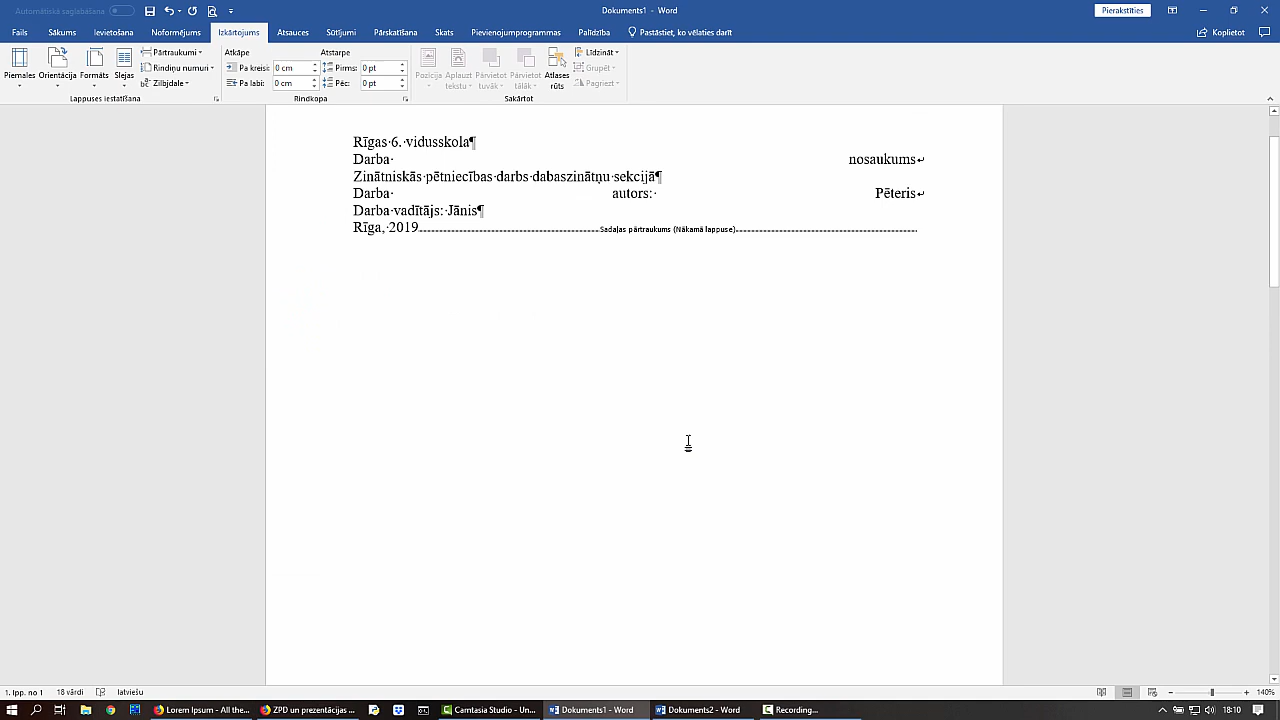 Automātiskā saglabāšana
Dokuments1 - Word
Pierakstīties
Fails Sākums Ievietošana Noformējums Izkārtojums Atsauces Sūtījumi Pārskatīšana Skats Pievienojumprogrammas Palīdzība Pastāstiet, ko vēlaties darīt Koplietot
Piemales Orientācija Formāts Slejas
Pārtraukumi
Rindiņu numuri
Zilbjdale
Lappuses iestatīšana
Atkāpe Atstarpe
Pa kreisi: 0 cm Pirms: 0 pt
Pa labi: 0 cm Pēc: 0 pt
Rindkopa
Pozīcija Aplauzt tekstu Pārvietot tuvāk Pārvietot tālāk Atlases rūts
Līdzināt
Grupēt
Pagriezt
Sakārtot
Rīgas·6.·vidusskola¶
Darba· nosaukums↵
Zinātniskās·pētniecības·darbs·dabaszinātņu·sekcijā¶
Darba· autors:· Pēteris↵
Darba·vadītājs:·Jānis¶
Rīga,·2019 Sadaļas pārtraukums (Nākamā lappuse)
1. lpp. no 1 18 vārdi latviešu 140%
Lorem Ipsum - All the... ZPD un prezentācijas ... Camtasia Studio - Un... Dokuments1 - Word Dokuments2 - Word Recording... 18:10